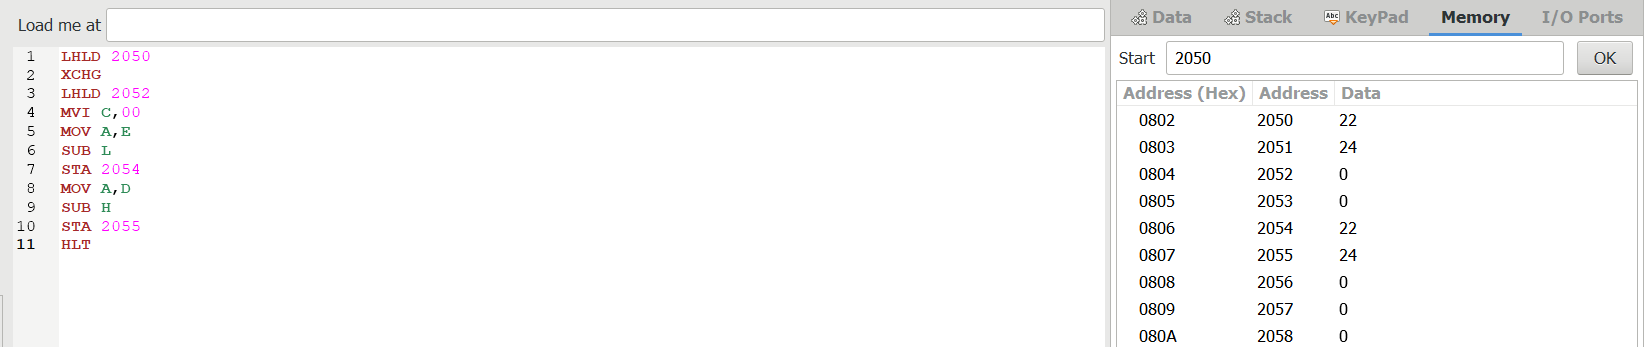 Load me at
1 LHLD 2050
2 XCHG
3 LHLD 2052
4 MVI C,00
5 MOV A,E
6 SUB L
7 STA 2054
8 MOV A,D
9 SUB H
10 STA 2055
11 HLT
Data Stack Abc KeyPad Memory I/O Ports
Start 2050 OK
Address (Hex) Address Data
0802 2050 22
0803 2051 24
0804 2052 0
0805 2053 0
0806 2054 22
0807 2055 24
0808 2056 0
0809 2057 0
080A 2058 0